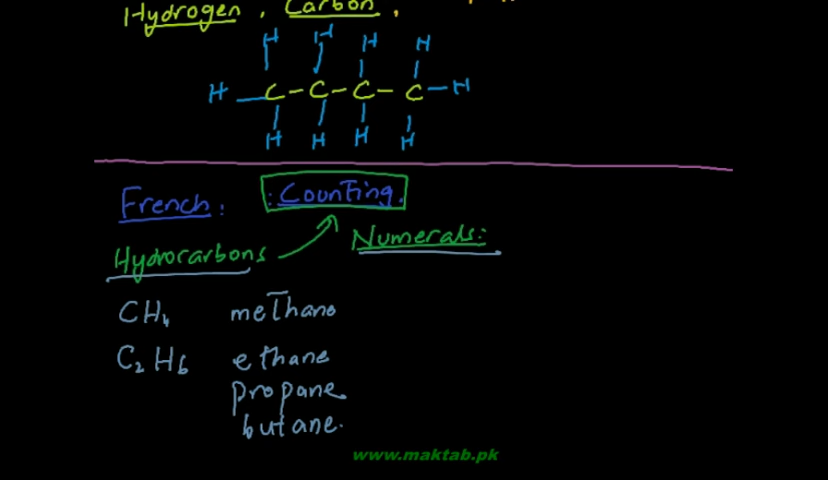 Hydrogen, Carbon,
H H H H
H — C – C – C – C – H
H H H H
French: : Counting.
Hydrocarbons Numerals:
CH4 methane
C2H6 ethane
propane
butane.
www.maktab.pk